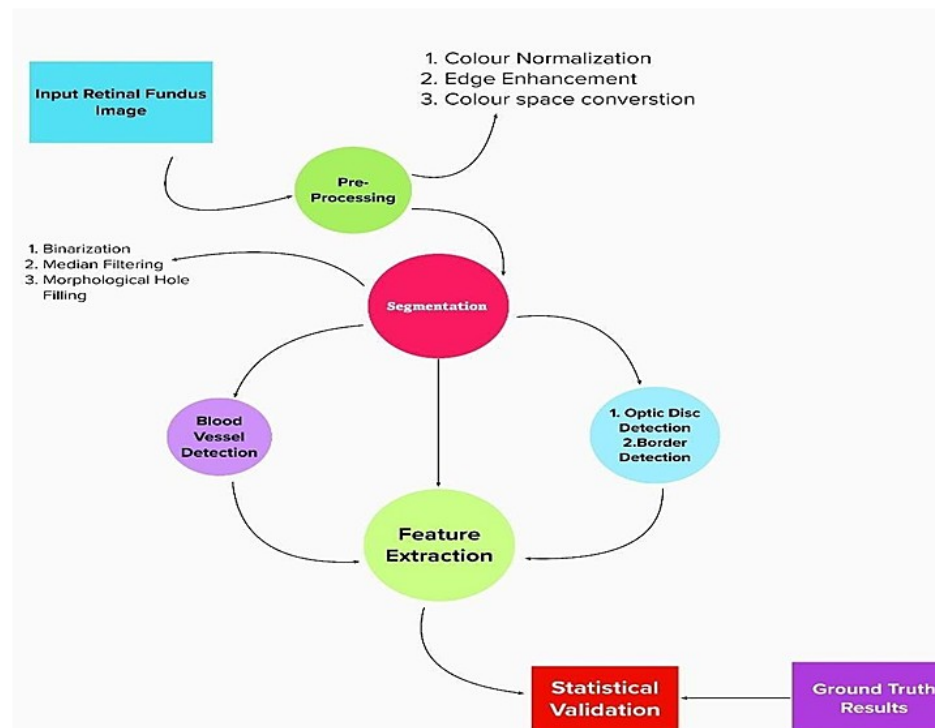 Input Retinal Fundus
Image
1. Colour Normalization
2. Edge Enhancement
3. Colour space converstion
Pre-
Processing
1. Binarization
2. Median Filtering
3. Morphological Hole
Filling
Segmentation
Blood
Vessel
Detection
1. Optic Disc
Detection
2.Border
Detection
Feature
Extraction
Statistical
Validation
Ground Truth
Results